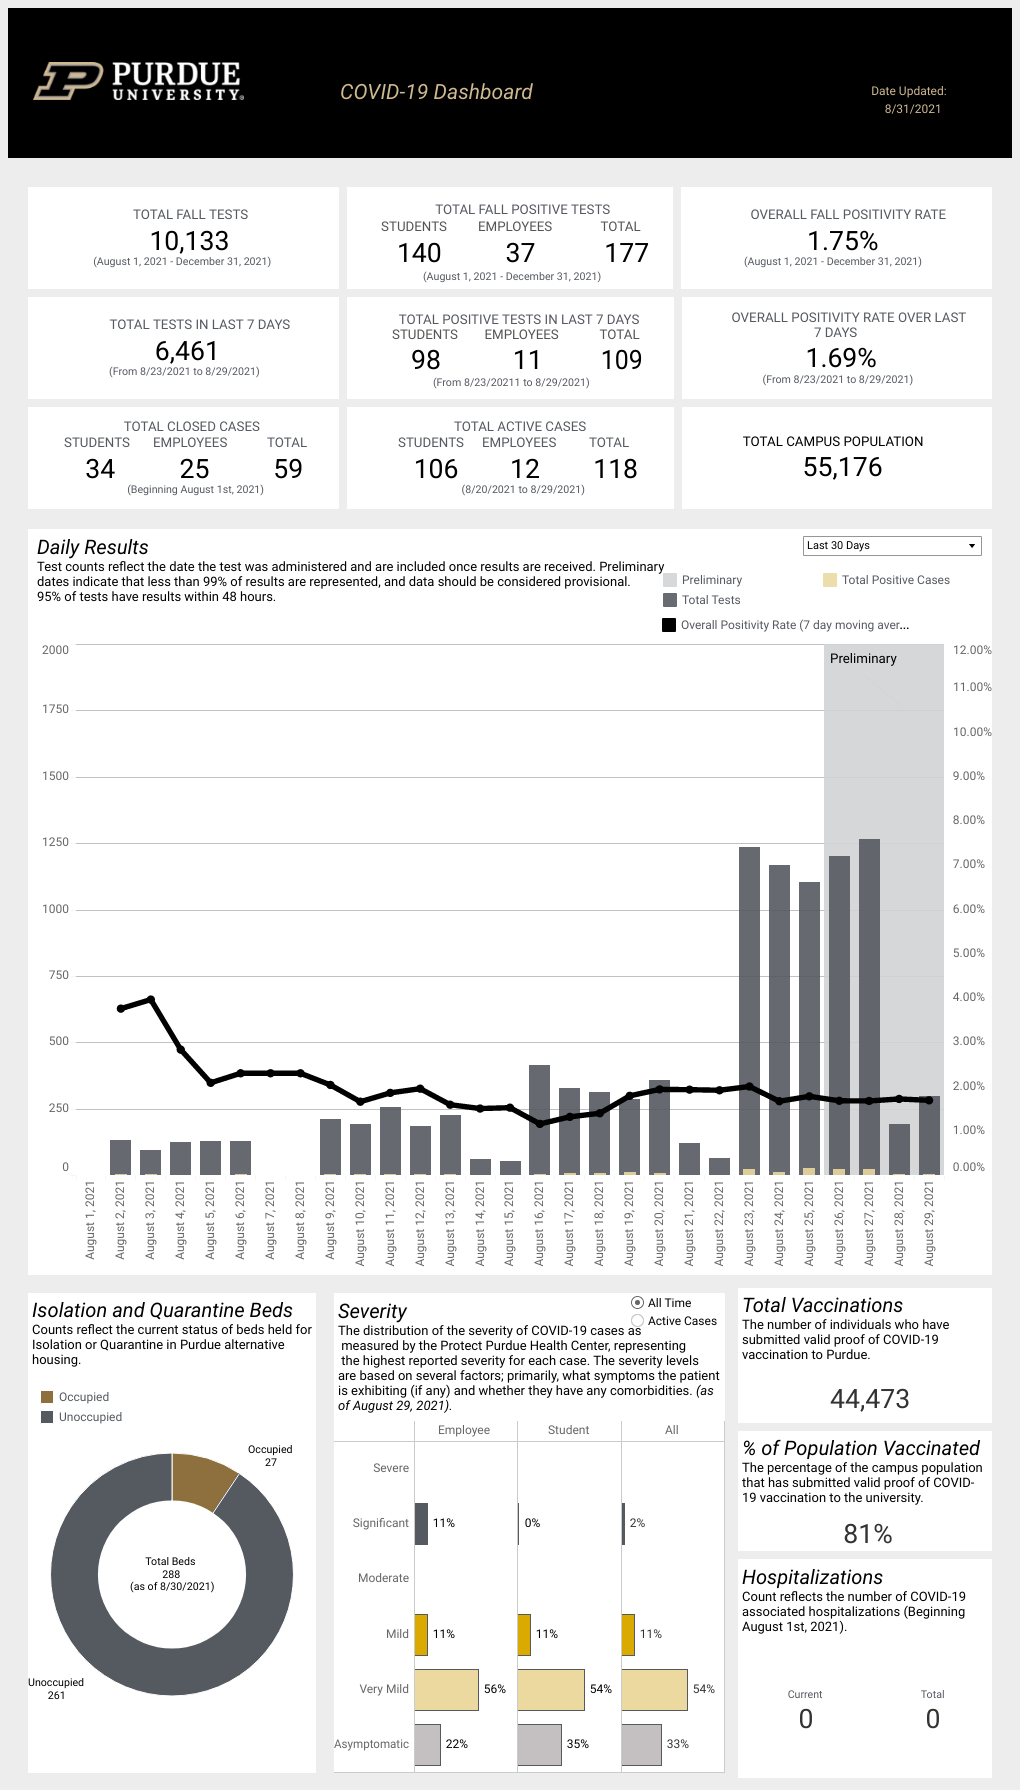 PURDUE
UNIVERSITY®
COVID-19 Dashboard
Date Updated:
8/31/2021
TOTAL FALL TESTS
10,133
(August 1, 2021 - December 31, 2021)
TOTAL FALL POSITIVE TESTS
STUDENTS EMPLOYEES TOTAL
140 37 177
(August 1, 2021 - December 31, 2021)
OVERALL FALL POSITIVITY RATE
1.75%
(August 1, 2021 - December 31, 2021)
TOTAL TESTS IN LAST 7 DAYS
6,461
(From 8/23/2021 to 8/29/2021)
TOTAL POSITIVE TESTS IN LAST 7 DAYS
STUDENTS EMPLOYEES TOTAL
98 11 109
(From 8/23/20211 to 8/29/2021)
OVERALL POSITIVITY RATE OVER LAST
7 DAYS
1.69%
(From 8/23/2021 to 8/29/2021)
TOTAL CLOSED CASES
STUDENTS EMPLOYEES TOTAL
34 25 59
(Beginning August 1st, 2021)
TOTAL ACTIVE CASES
STUDENTS EMPLOYEES TOTAL
106 12 118
(8/20/2021 to 8/29/2021)
TOTAL CAMPUS POPULATION
55,176
Daily Results
Last 30 Days
Test counts reflect the date the test was administered and are included once results are received. Preliminary
dates indicate that less than 99% of results are represented, and data should be considered provisional.
95% of tests have results within 48 hours.
Preliminary
Total Positive Cases
Total Tests
Overall Positivity Rate (7 day moving aver...
2000
1750
1500
1250
1000
750
500
250
0
Preliminary
12.00%
11.00%
10.00%
9.00%
8.00%
7.00%
6.00%
5.00%
4.00%
3.00%
2.00%
1.00%
0.00%
August 1, 2021
August 2, 2021
August 3, 2021
August 4, 2021
August 5, 2021
August 6, 2021
August 7, 2021
August 8, 2021
August 9, 2021
August 10, 2021
August 11, 2021
August 12, 2021
August 13, 2021
August 14, 2021
August 15, 2021
August 16, 2021
August 17, 2021
August 18, 2021
August 19, 2021
August 20, 2021
August 21, 2021
August 22, 2021
August 23, 2021
August 24, 2021
August 25, 2021
August 26, 2021
August 27, 2021
August 28, 2021
August 29, 2021
Isolation and Quarantine Beds
Counts reflect the current status of beds held for
Isolation or Quarantine in Purdue alternative
housing.
Occupied
Unoccupied
Occupied
27
Total Beds
288
(as of 8/30/2021)
Unoccupied
261
Severity
All Time
Active Cases
The distribution of the severity of COVID-19 cases as
measured by the Protect Purdue Health Center, representing
the highest reported severity for each case. The severity levels
are based on several factors; primarily, what symptoms the patient
is exhibiting (if any) and whether they have any comorbidities. (as
of August 29, 2021).
Employee Student All
Severe
Significant 11% 0% 2%
Moderate
Mild 11% 11% 11%
Very Mild 56% 54% 54%
Asymptomatic 22% 35% 33%
Total Vaccinations
The number of individuals who have
submitted valid proof of COVID-19
vaccination to Purdue.
44,473
% of Population Vaccinated
The percentage of the campus population
that has submitted valid proof of COVID-
19 vaccination to the university.
81%
Hospitalizations
Count reflects the number of COVID-19
associated hospitalizations (Beginning
August 1st, 2021).
Current Total
0 0